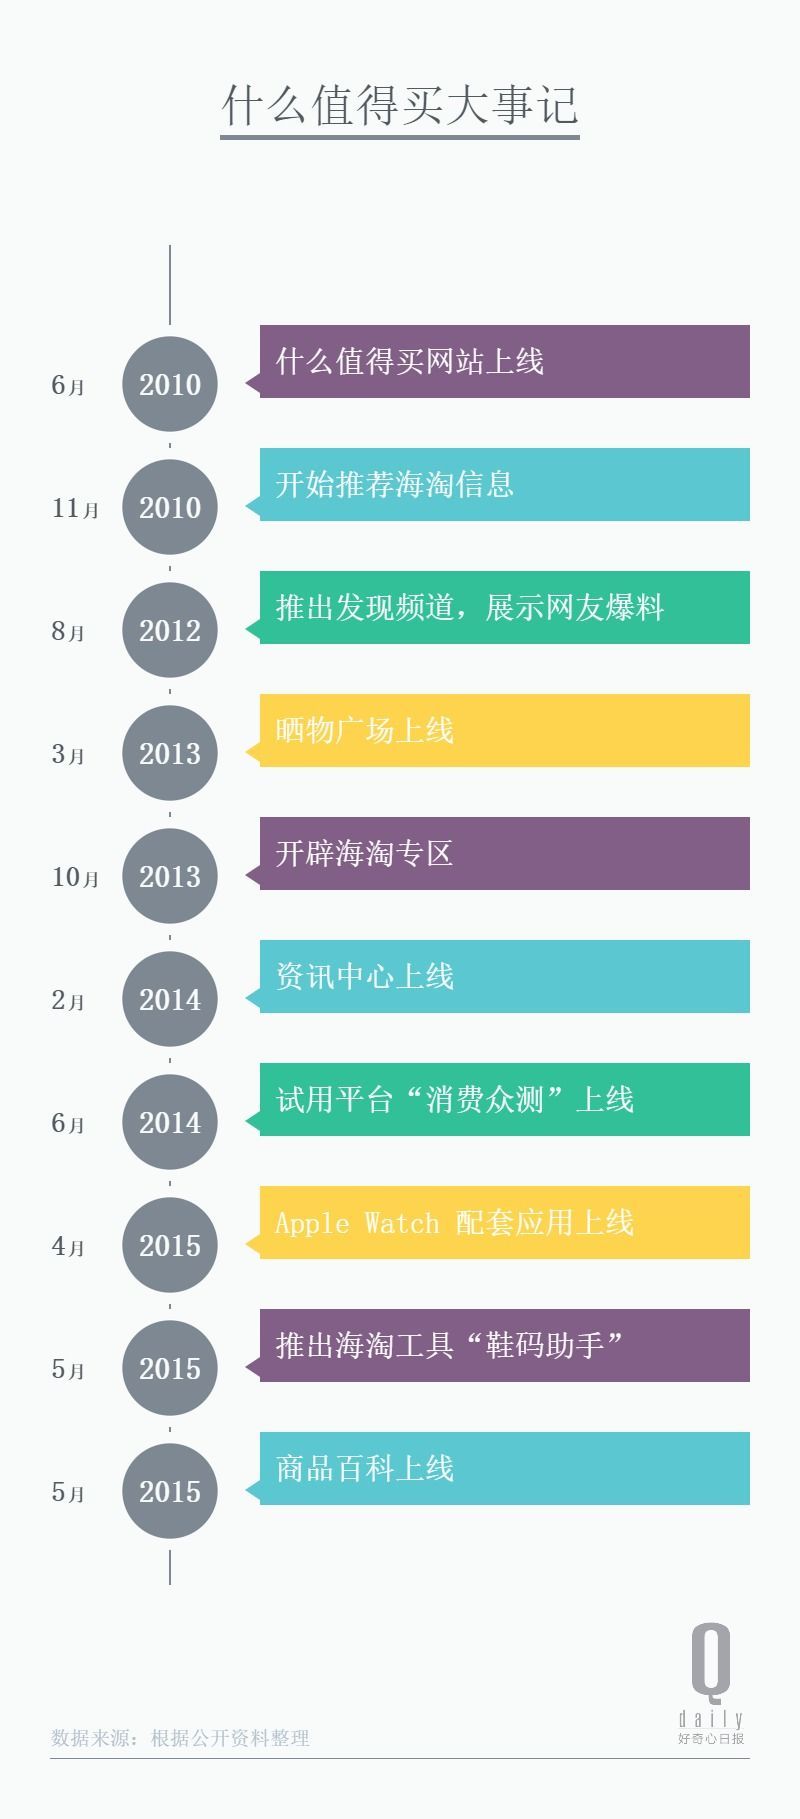 什么值得买大事记
6月 2010 什么值得买网站上线
11月 2010 开始推荐海淘信息
8月 2012 推出发现频道，展示网友爆料
3月 2013 晒物广场上线
10月 2013 开辟海淘专区
2月 2014 资讯中心上线
6月 2014 试用平台“消费众测”上线
4月 2015 Apple Watch 配套应用上线
5月 2015 推出海淘工具“鞋码助手”
5月 2015 商品百科上线
Q
daily
好奇心日报
数据来源：根据公开资料整理